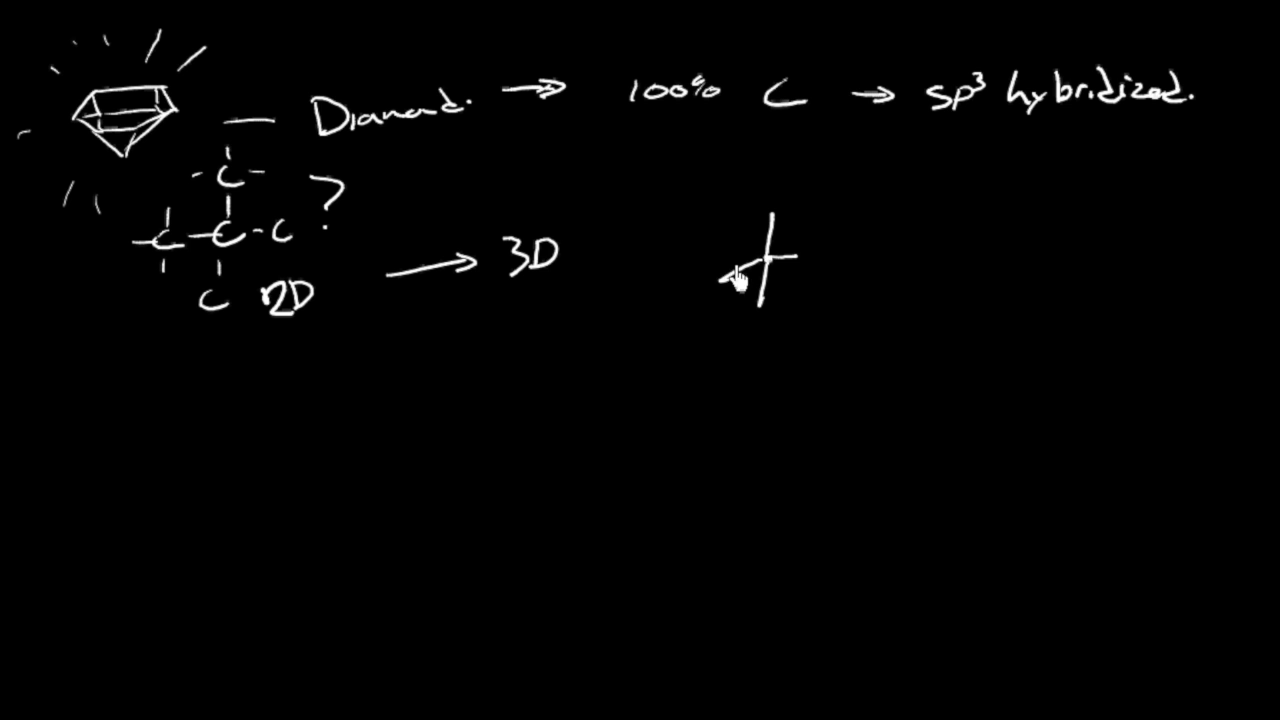 Diamond. → 100% C → sp³ hybridized.
-C- ?
-C-C-C
C 2D → 3D